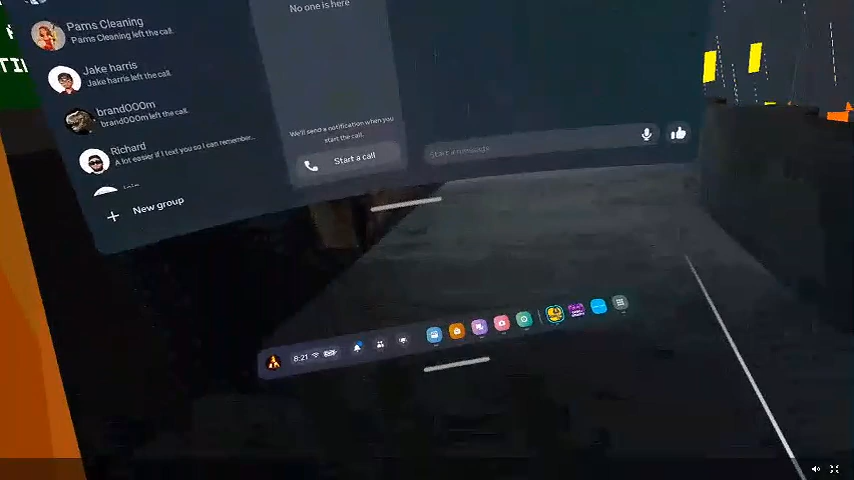 No one is here
Pams Cleaning
Pams Cleaning left the call.
Jake harris
Jake harris left the call.
brandOOOm
brandOOOm left the call.
Richard
A lot easier if I text you so I can remember...
We'll send a notification when you
start the call.
Start a call
Start a message
New group
8:21